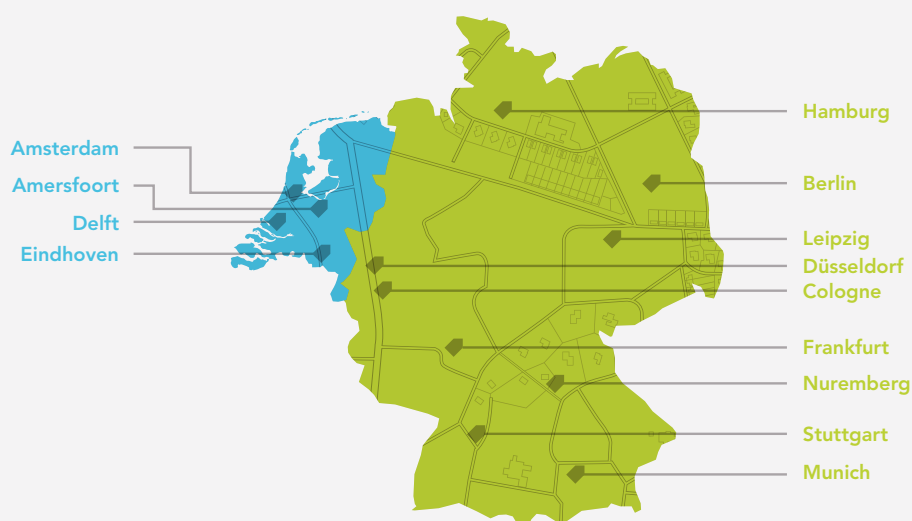 Amsterdam
Amersfoort
Delft
Eindhoven
Hamburg
Berlin
Leipzig
Düsseldorf
Cologne
Frankfurt
Nuremberg
Stuttgart
Munich